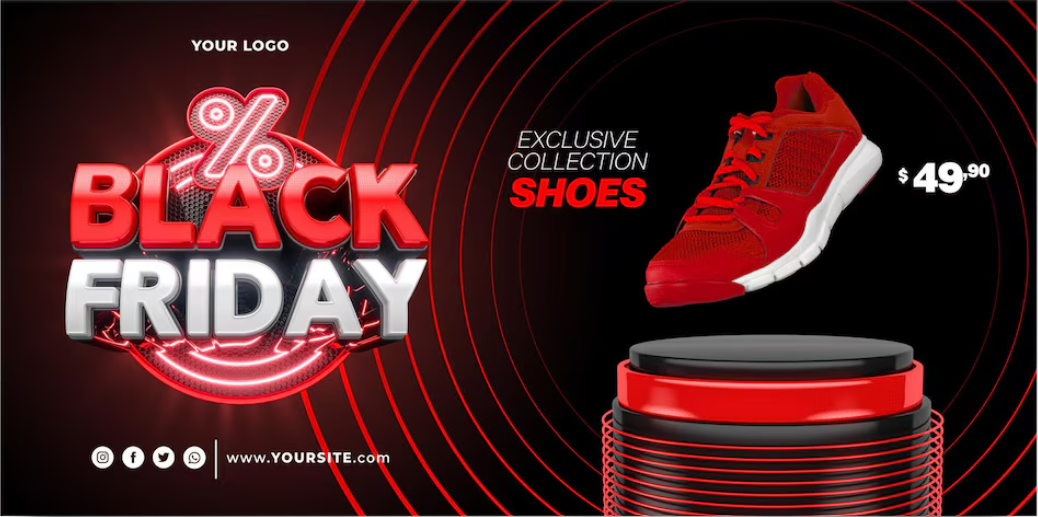 YOUR LOGO
%
BLACK
FRIDAY
EXCLUSIVE
COLLECTION
SHOES
$ 49,90
www.YOURSITE.com